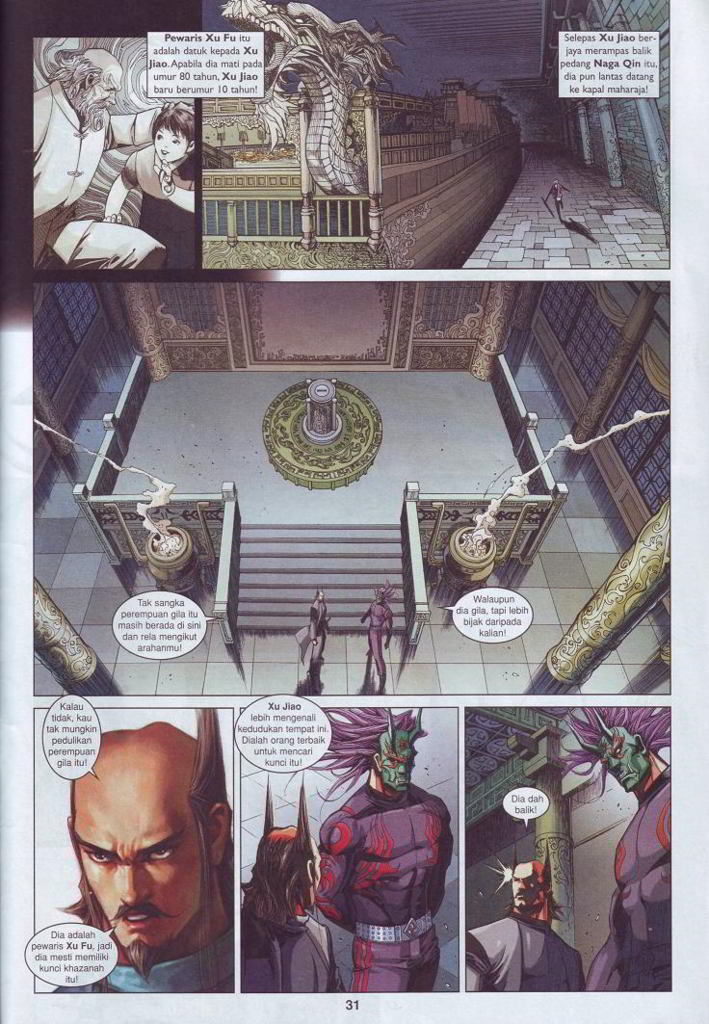 Pewaris Xu Fu itu
adalah datuk kepada Xu
Jiao. Apabila dia mati pada
umur 80 tahun, Xu Jiao
baru berumur 10 tahun!
Selepas Xu Jiao ber-
jaya merampas balik
pedang Naga Qin itu,
dia pun lantas datang
ke kapal maharaja!
Tak sangka
perempuan gila itu
masih berada di sini
dan rela mengikut
arahanmu!
Walaupun
dia gila, tapi lebih
bijak daripada
kalian!
Kalau
tidak, kau
tak mungkin
pedulikan
perempuan
gila itu!
Dia adalah
pewaris Xu Fu, jadi
dia mesti memiliki
kunci khazanah
itu!
Xu Jiao
lebih mengenali
kedudukan tempat ini.
Dialah orang terbaik
untuk mencari
kunci itu!
Dia dah
balik!
31